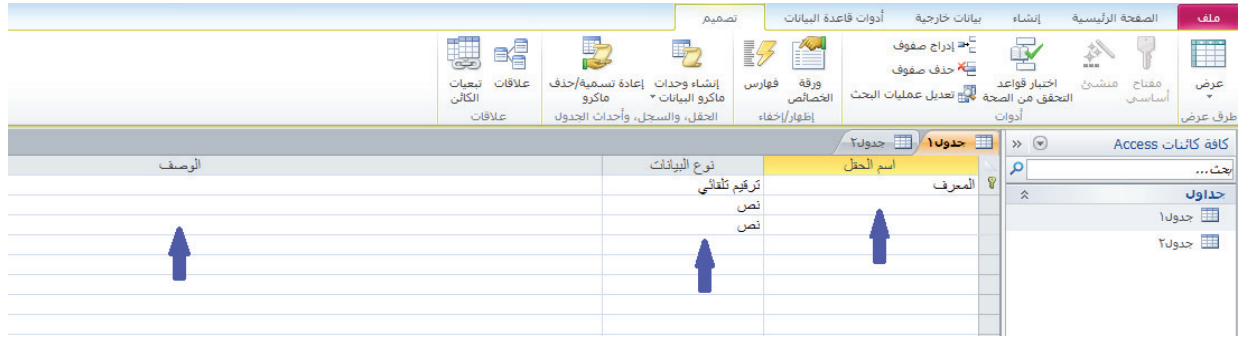 ملف الصفحة الرئيسية إنشاء بيانات خارجية أدوات قاعدة البيانات تصميم
عرض
طرق عرض
مفتاح أساسي
منشئ
اختبار قواعد التحقق من الصحة
إدراج صفوف
حذف صفوف
تعديل عمليات البحث
أدوات
ورقة الخصائص
فهارس
إظهار/إخفاء
إنشاء وحدات ماكرو البيانات
إعادة تسمية/حذف ماكرو
الحقل، والسجل، وأحداث الجدول
علاقات
تبعيات الكائن
علاقات
كافة كائنات Access
بحث...
جداول
جدول١
جدول٢
جدول١ جدول٢
اسم الحقل نوع البيانات الوصف
المعرف ترقيم تلقائي
نص
نص